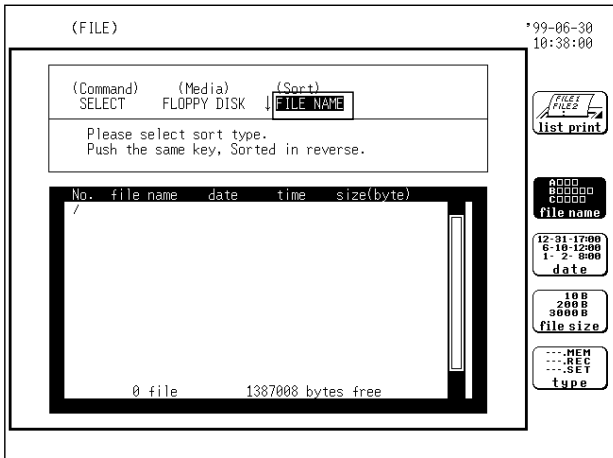 (FILE)
'99-06-30
10:38:00
(Command) (Media) (Sort)
SELECT FLOPPY DISK ↓FILE NAME
Please select sort type.
Push the same key, Sorted in reverse.
No. file name date time size(byte)
/
0 file 1387008 bytes free
FILE1
FILE2
list print
A□□□
B□□□□□
C□□□□
file name
12-31-17:00
6-10-12:00
1- 2- 8:00
date
10B
200B
3000B
file size
---.MEM
---.REC
---.SET
type